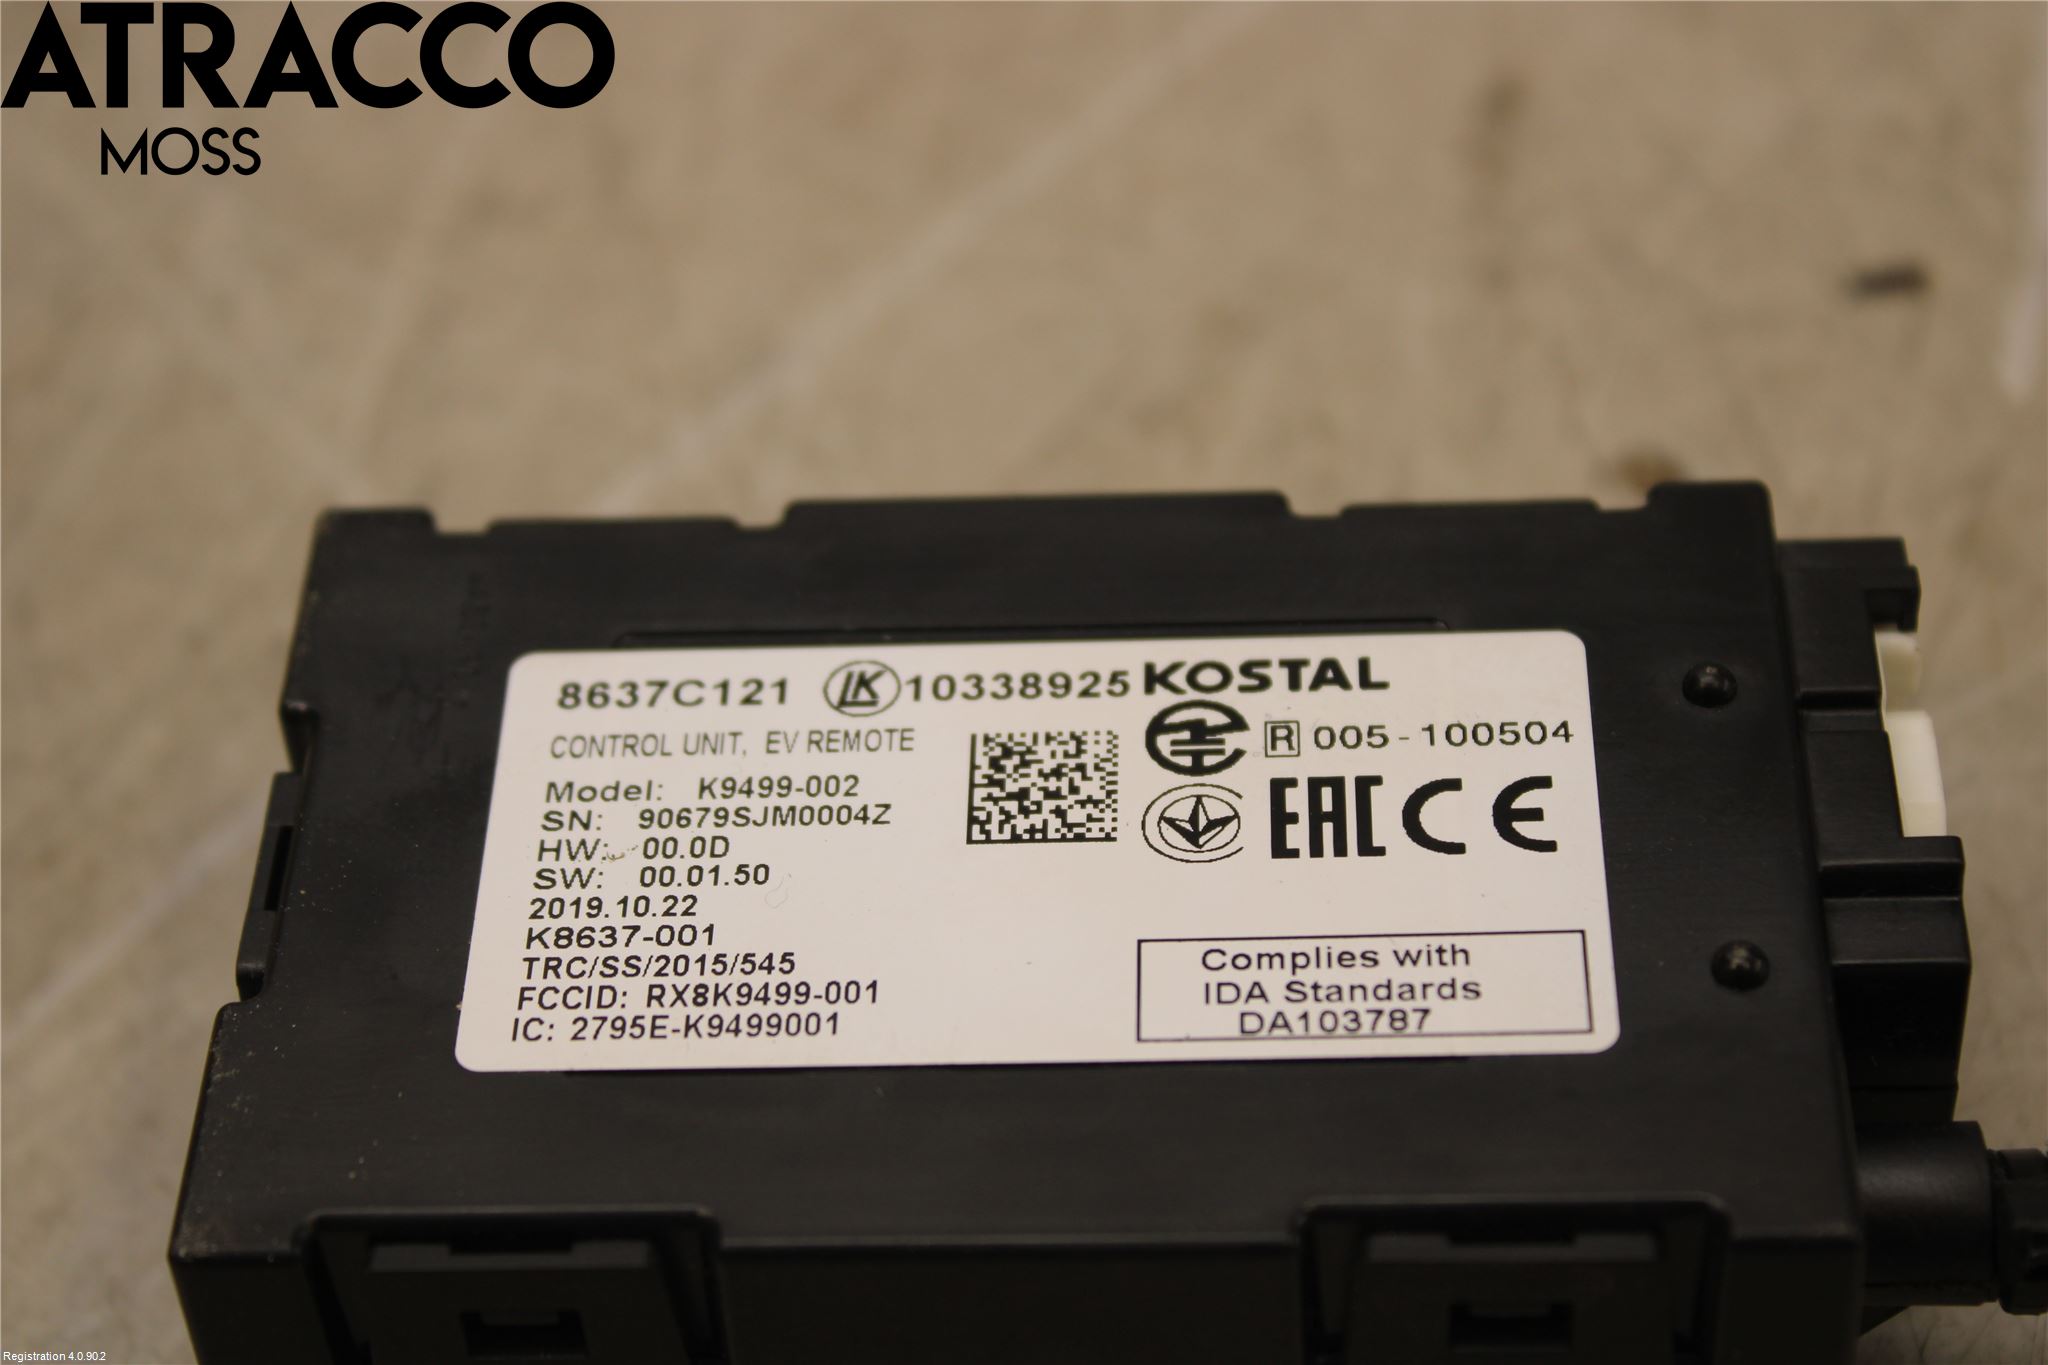 ATRACCO
MOSS
8637C121 LK 10338925 KOSTAL
CONTROL UNIT, EV REMOTE
R 005-100504
Model: K9499-002
SN: 90679SJM0004Z
HW: 00.0D
SW: 00.01.50
EAC CE
2019.10.22
K8637-001
TRC/SS/2015/545
FCCID: RX8K9499-001
IC: 2795E-K9499001
Complies with
IDA Standards
DA103787
Registration 4.0.90.2